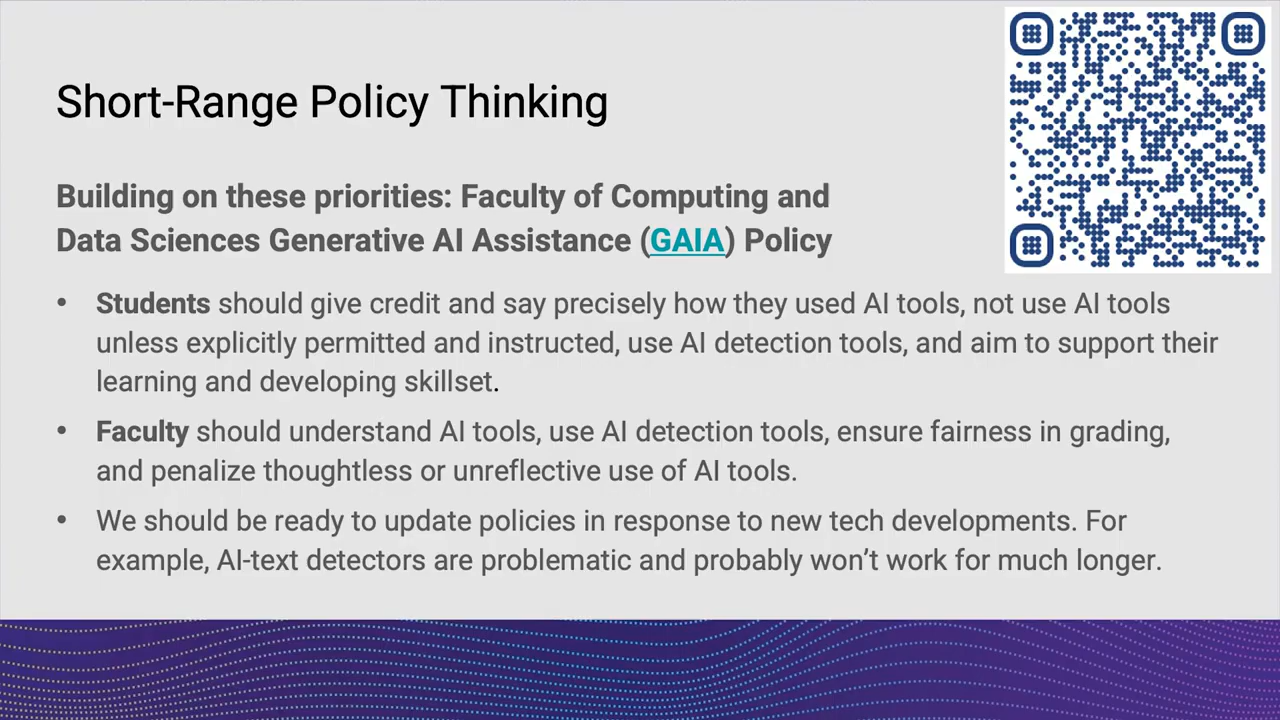 Short-Range Policy Thinking
Building on these priorities: Faculty of Computing and
Data Sciences Generative AI Assistance (GAIA) Policy
• Students should give credit and say precisely how they used AI tools, not use AI tools
unless explicitly permitted and instructed, use AI detection tools, and aim to support their
learning and developing skillset.
• Faculty should understand AI tools, use AI detection tools, ensure fairness in grading,
and penalize thoughtless or unreflective use of AI tools.
• We should be ready to update policies in response to new tech developments. For
example, AI-text detectors are problematic and probably won’t work for much longer.